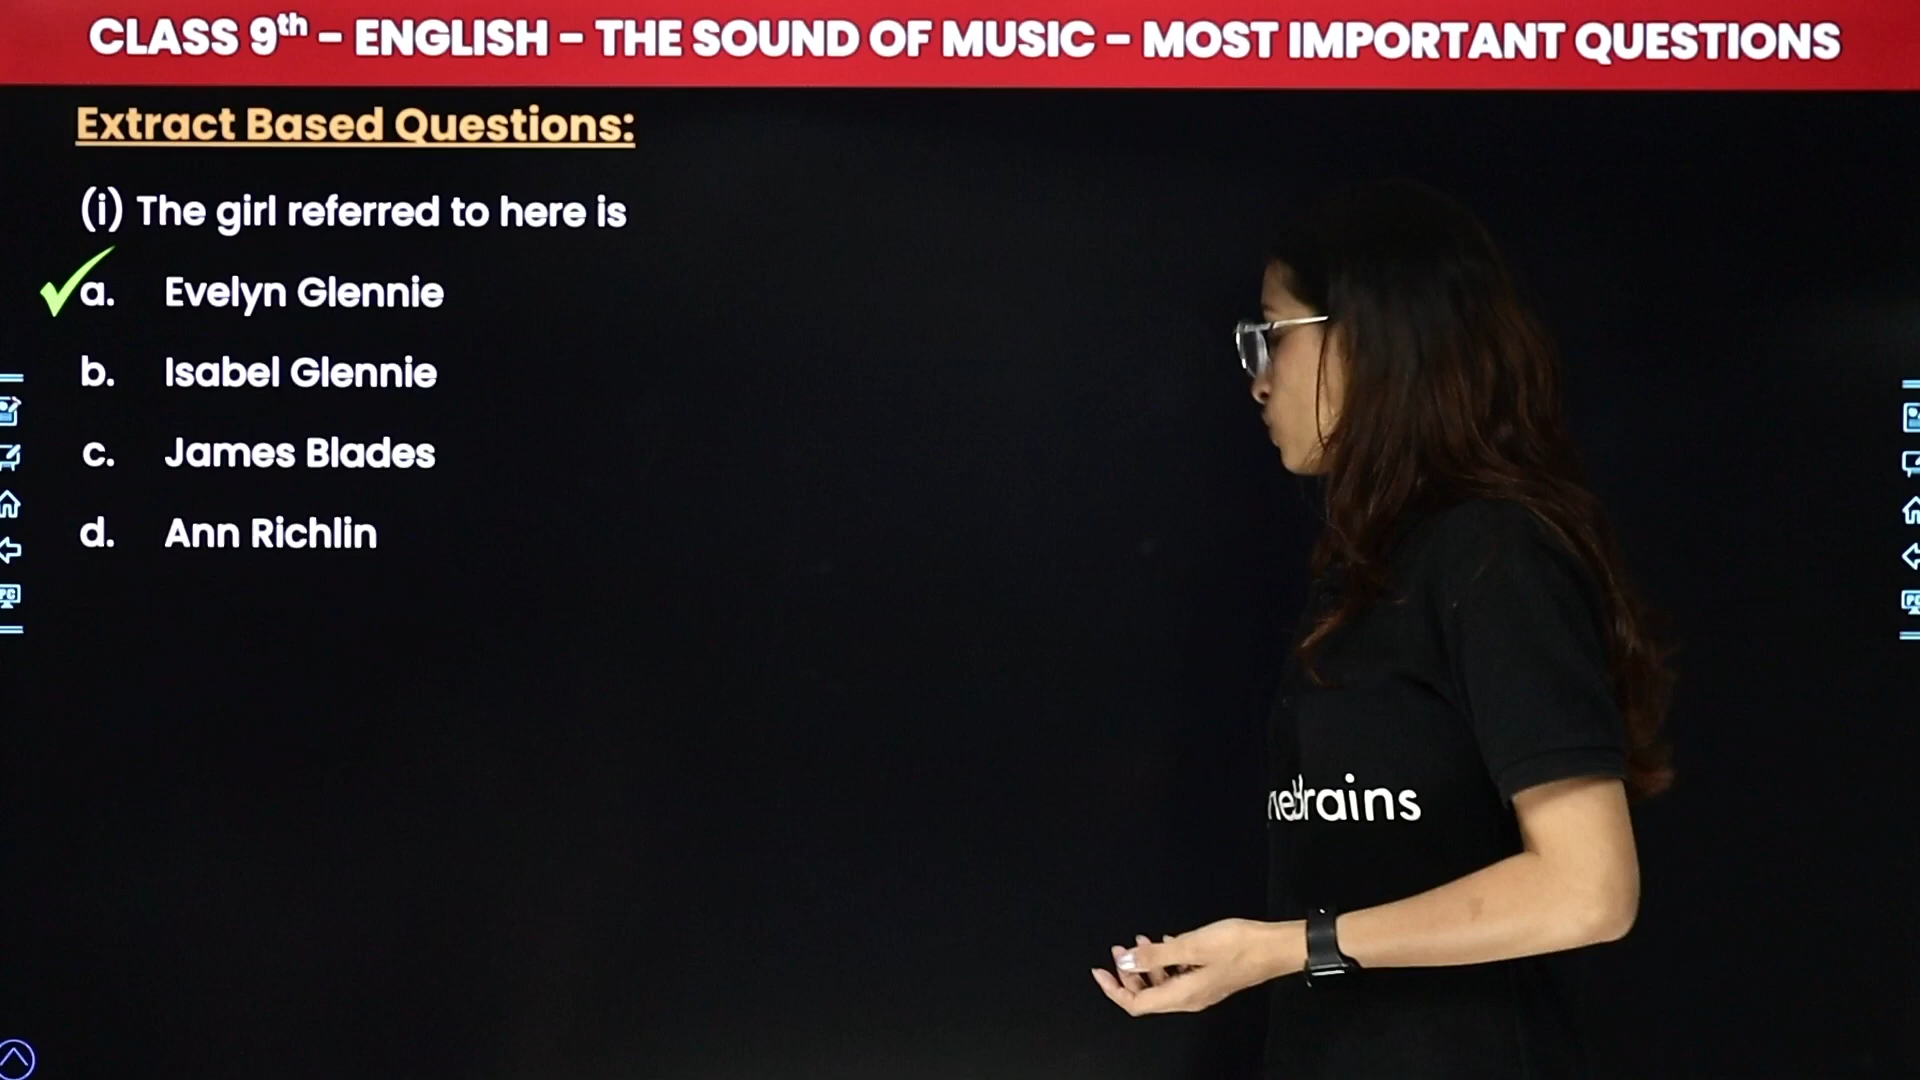 CLASS 9th – ENGLISH – THE SOUND OF MUSIC – MOST IMPORTANT QUESTIONS
Extract Based Questions:
(i) The girl referred to here is
a. Evelyn Glennie
b. Isabel Glennie
c. James Blades
d. Ann Richlin
PC